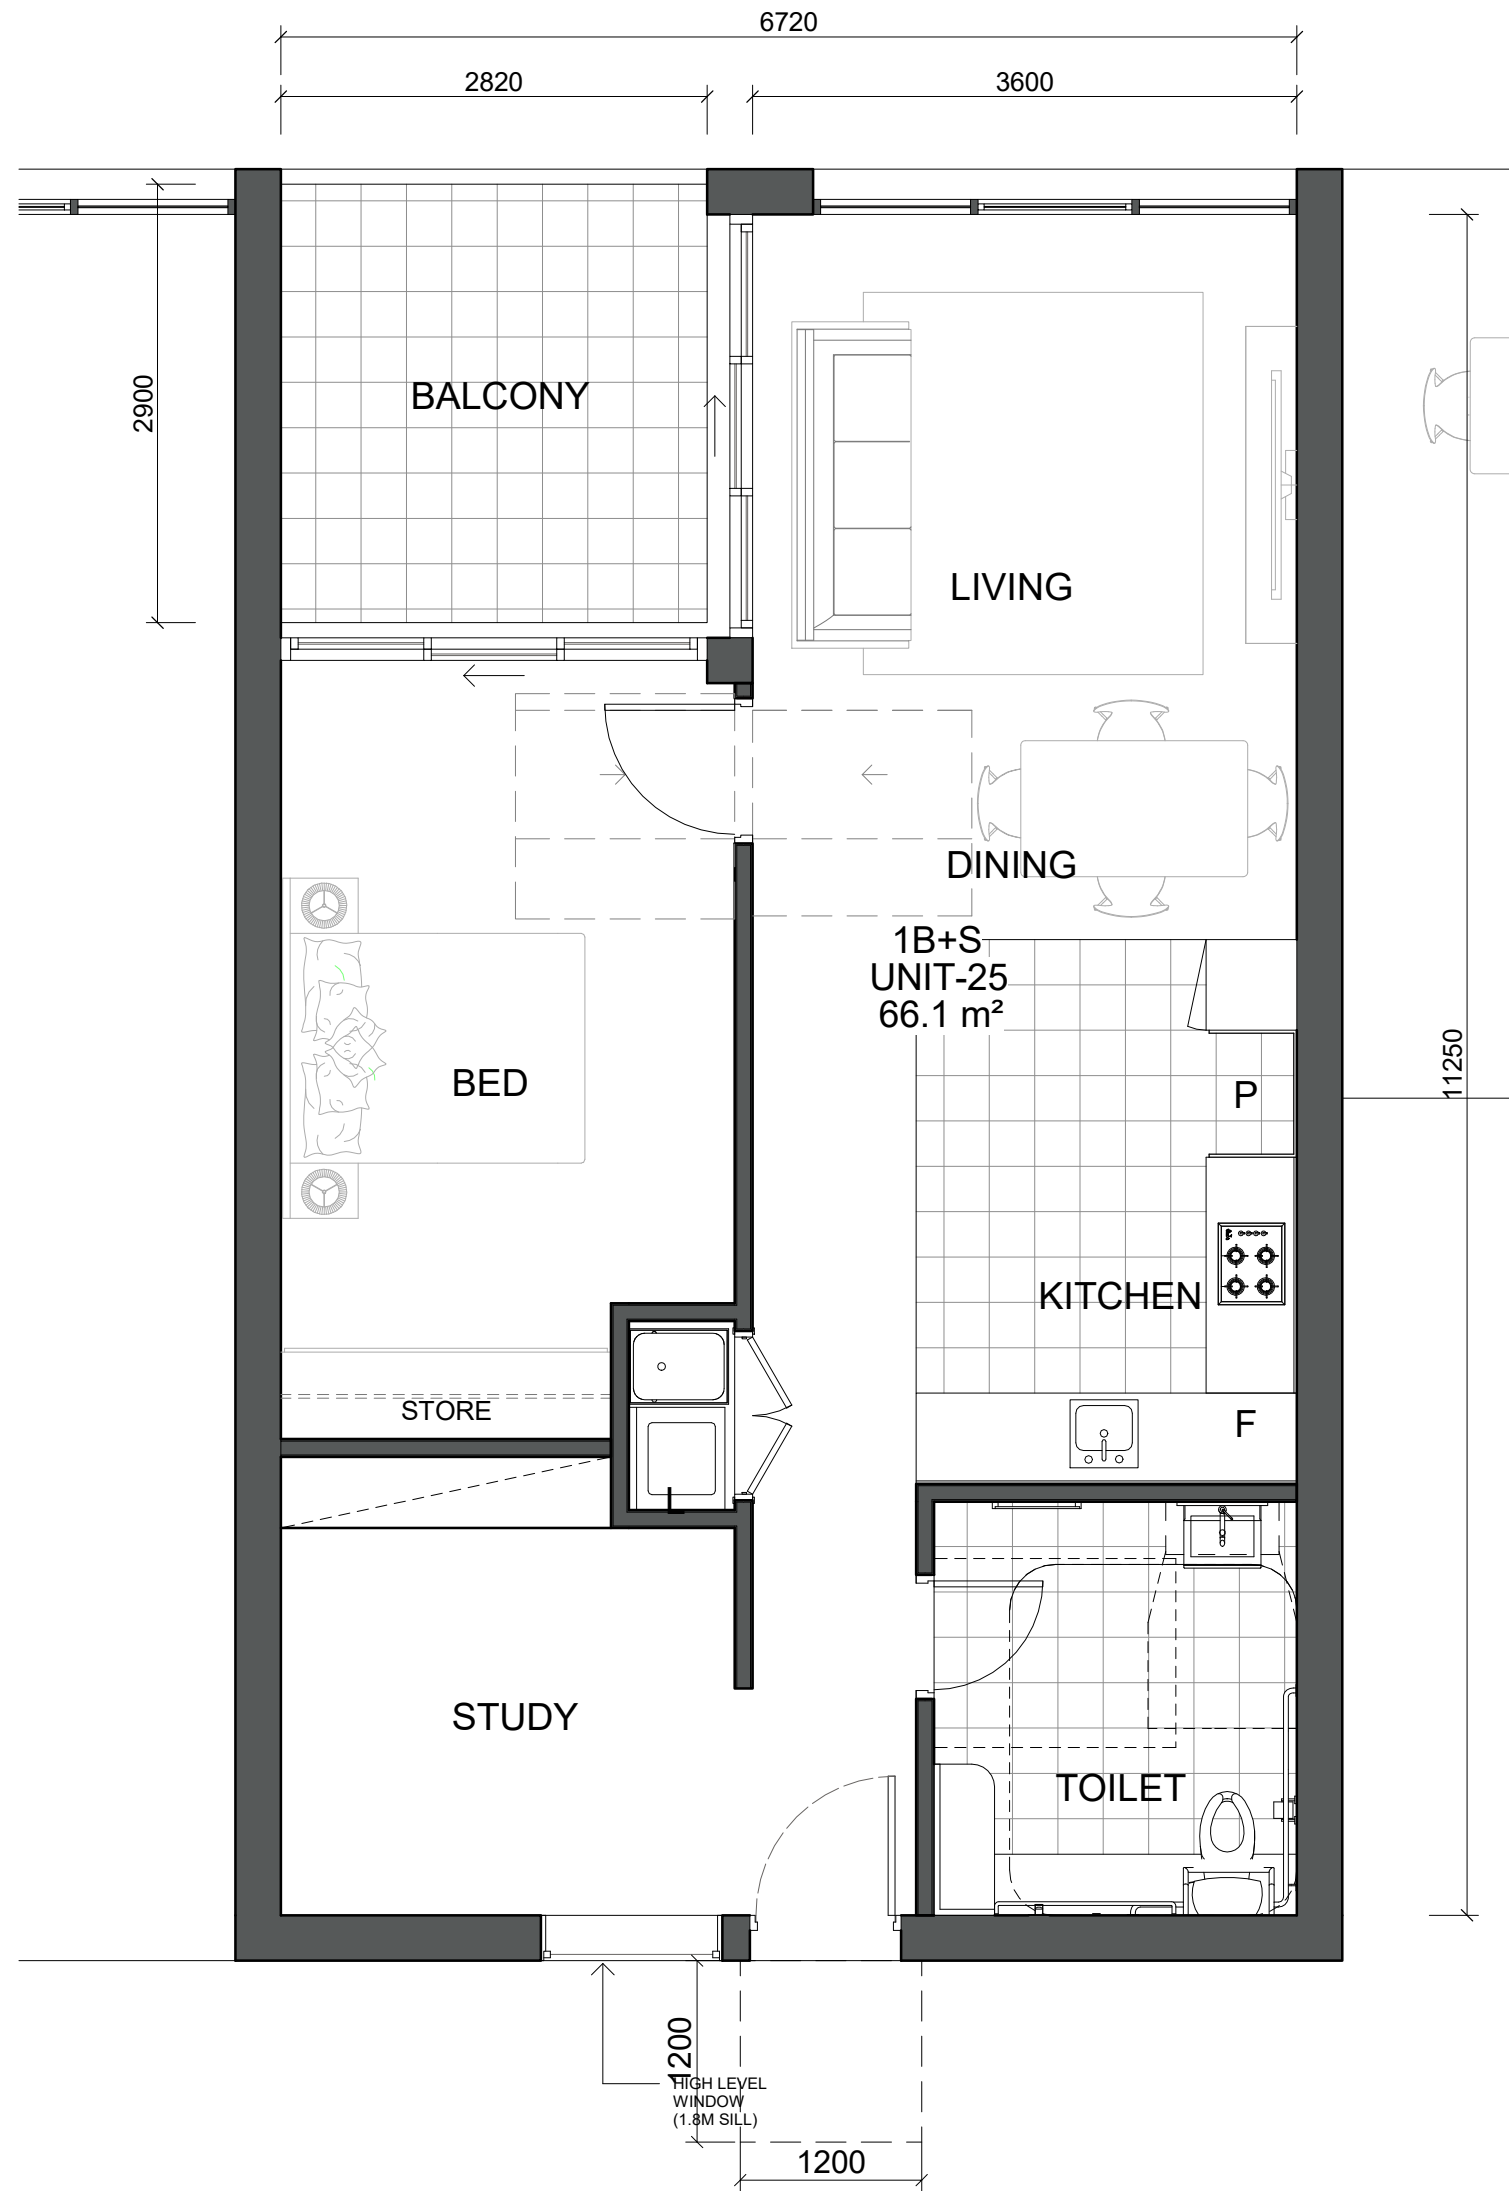 6720
2820
3600
BALCONY
2900
LIVING
DINING
1B+S
UNIT-25
66.1 m²
11250
BED
P
KITCHEN
STORE
F
STUDY
TOILET
1200
HIGH LEVEL
WINDOW
(1.8M SILL)
1200